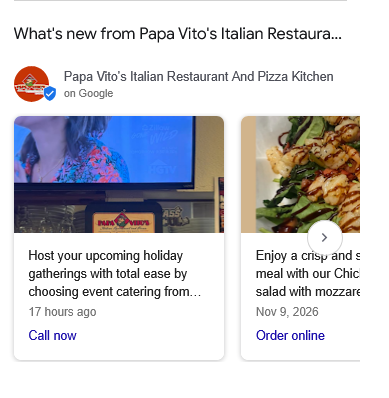 What's new from Papa Vito's Italian Restaura...
Papa Vito's Italian Restaurant And Pizza Kitchen
on Google
PAPA VITO'S
Host your upcoming holiday
gatherings with total ease by
choosing event catering from...
17 hours ago
Call now
Enjoy a crisp and s
meal with our Chic
salad with mozzare
Nov 9, 2026
Order online